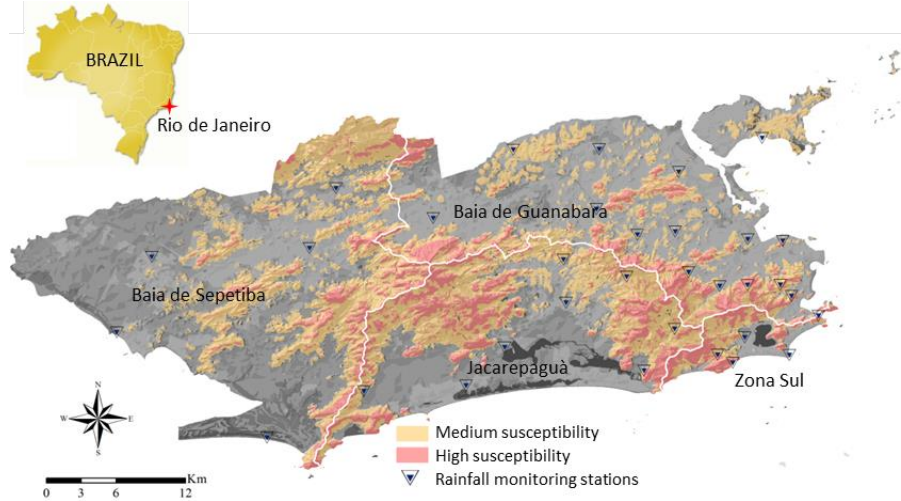 BRAZIL
Rio de Janeiro
Baia de Guanabara
Baia de Sepetiba
Jacarepaguà
Zona Sul
N
W
E
S
Medium susceptibility
High susceptibility
Rainfall monitoring stations
Km
0 3 6 12